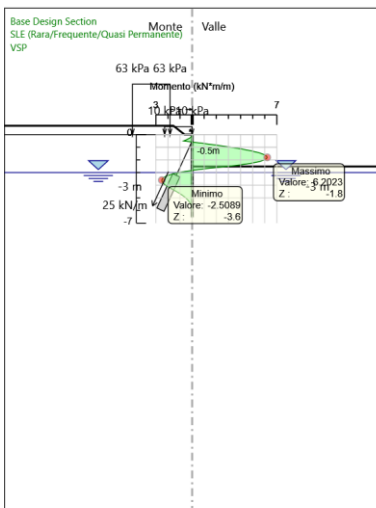 Base Design Section
SLE (Rara/Frequente/Quasi Permanente)
VSP
Monte
Valle
63 kPa 63 kPa
Momento (kN*m/m)
3
7
10 kPa
0
-0.5m
Massimo
Valore: -6.2023
Z : -1.8
-3 m
-3 m
Minimo
Valore: -2.5089
Z : -3.6
25 kN/m
-7